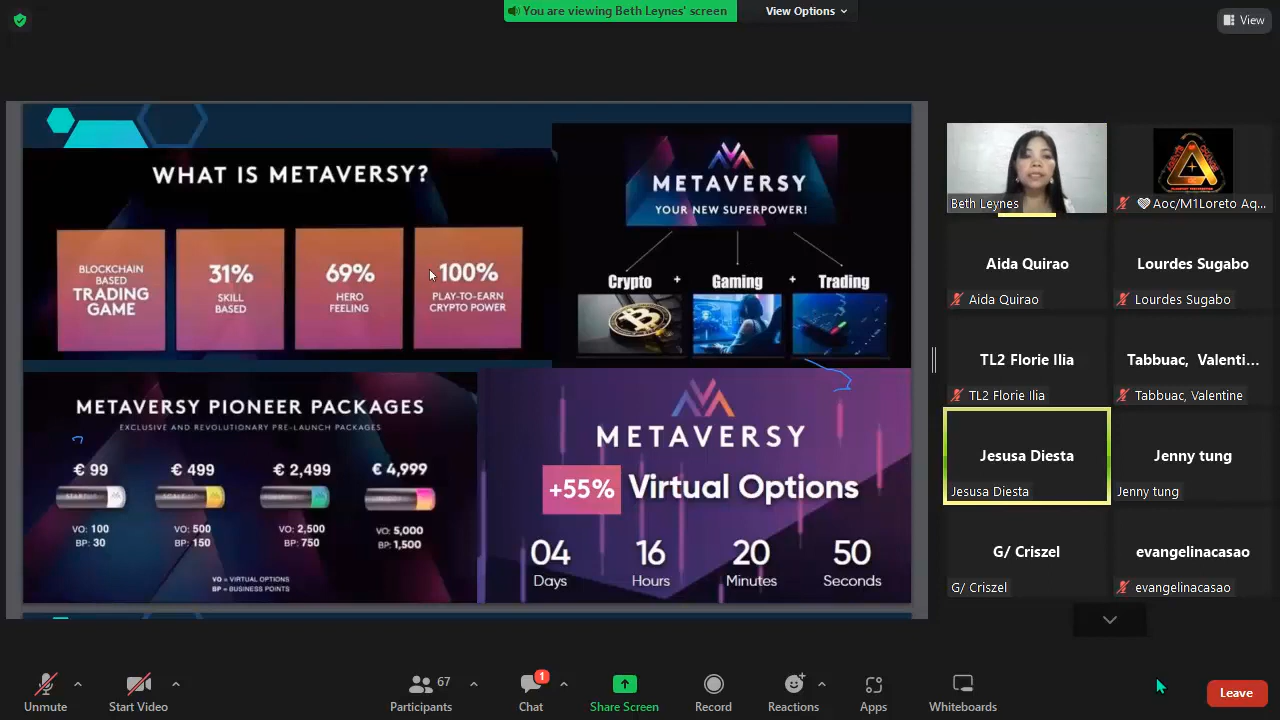 You are viewing Beth Leynes' screen
View Options
View
WHAT IS METAVERSY?
BLOCKCHAIN
BASED
TRADING
GAME
31%
SKILL
BASED
69%
HERO
FEELING
100%
PLAY-TO-EARN
CRYPTO POWER
METAVERSY
YOUR NEW SUPERPOWER!
Crypto + Gaming + Trading
METAVERSY PIONEER PACKAGES
EXCLUSIVE AND REVOLUTIONARY PRE-LAUNCH PACKAGES
€ 99
€ 499
€ 2,499
€ 4,999
VO: 100
BP: 30
VO: 500
BP: 150
VO: 2,500
BP: 750
VO: 5,000
BP: 1,500
VO = VIRTUAL OPTIONS
BP = BUSINESS POINTS
METAVERSY
+55% Virtual Options
04 16 20 50
Days Hours Minutes Seconds
Beth Leynes
Aoc/M1Loreto Aq...
Aida Quirao
Aida Quirao
Lourdes Sugabo
Lourdes Sugabo
TL2 Florie Ilia
TL2 Florie Ilia
Tabbuac, Valenti...
Tabbuac, Valentine
Jesusa Diesta
Jesusa Diesta
Jenny tung
Jenny tung
G/ Criszel
G/ Criszel
evangelinacasao
evangelinacasao
Unmute
Start Video
67
Participants
1
Chat
Share Screen
Record
Reactions
Apps
Whiteboards
Leave